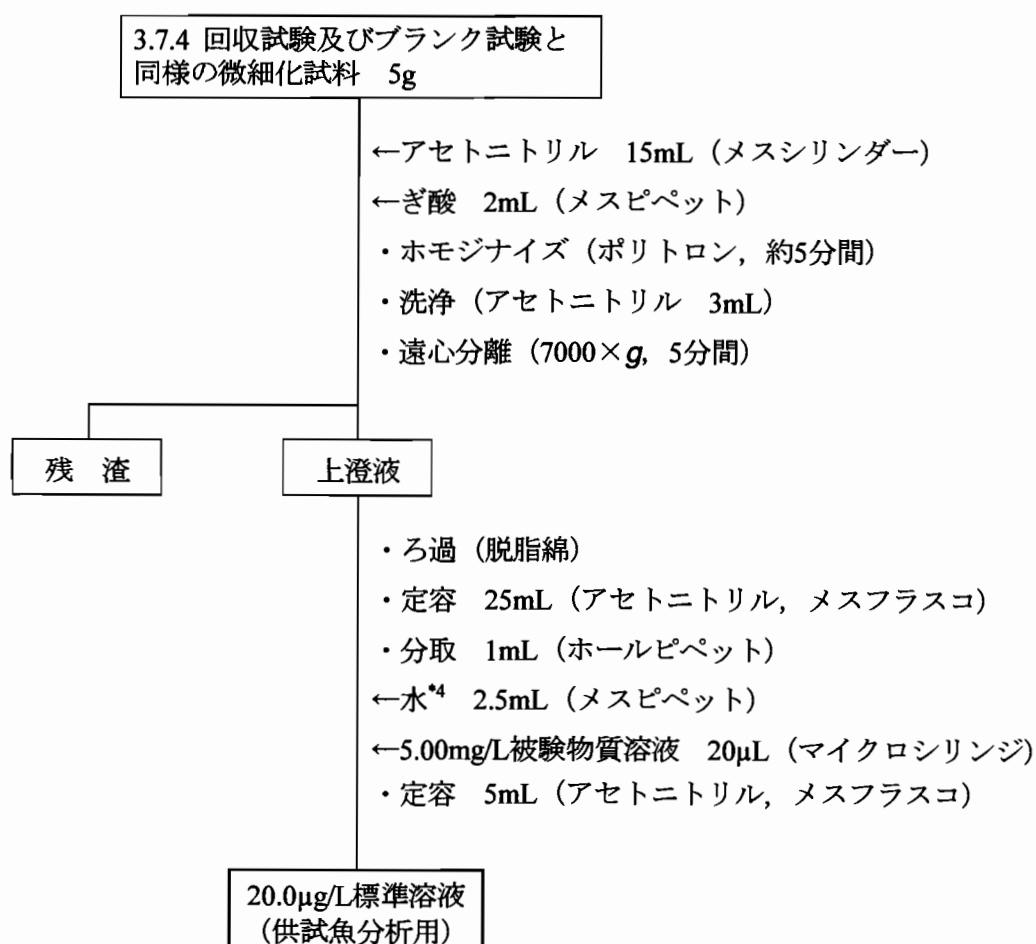 3.7.4 回収試験及びブランク試験と
同様の微細化試料 5g
←アセトニトリル 15mL(メスシリンダー)
←ぎ酸 2mL(メスピペット)
・ホモジナイズ(ポリトロン,約5分間)
・洗浄(アセトニトリル 3mL)
・遠心分離(7000×g, 5分間)
残 渣
上澄液
・ろ過(脱脂綿)
・定容 25mL(アセトニトリル,メスフラスコ)
・分取 1mL(ホールピペット)
←水*4 2.5mL(メスピペット)
←5.00mg/L被験物質溶液 20μL(マイクロシリンジ)
・定容 5mL(アセトニトリル,メスフラスコ)
20.0μg/L標準溶液
(供試魚分析用)